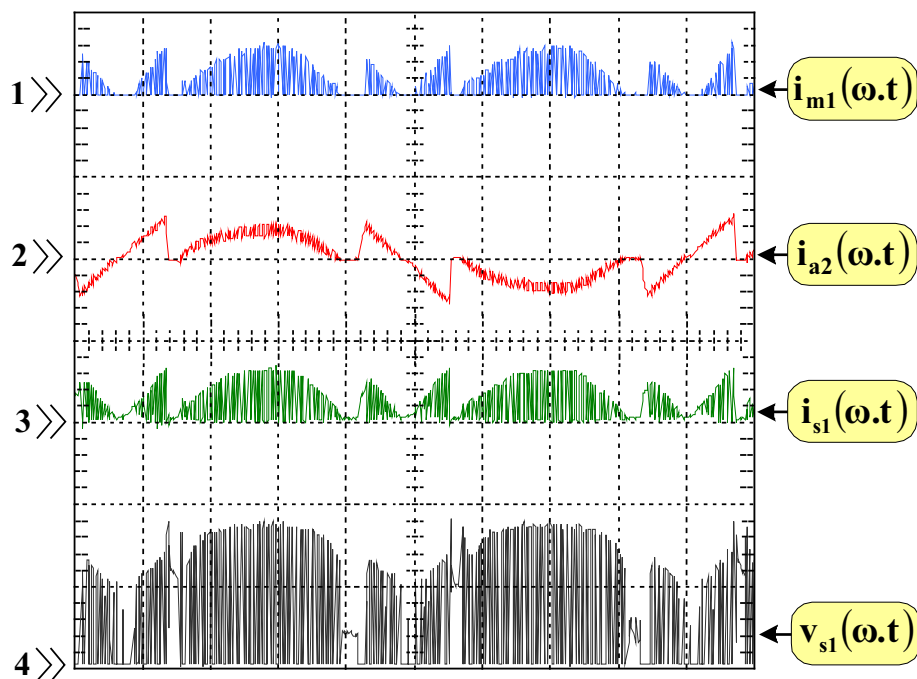 1 >> i_m1(ω.t)
2 >> i_a2(ω.t)
3 >> i_s1(ω.t)
4 >> v_s1(ω.t)